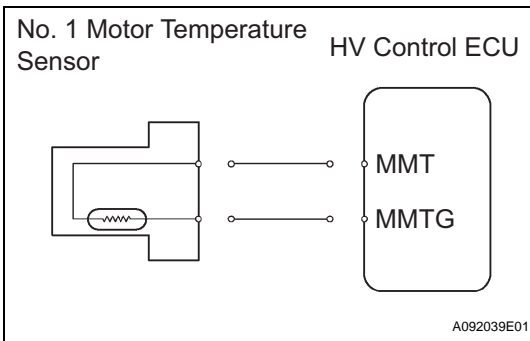 No. 1 Motor Temperature
Sensor
HV Control ECU
MMT
MMTG
A092039E01